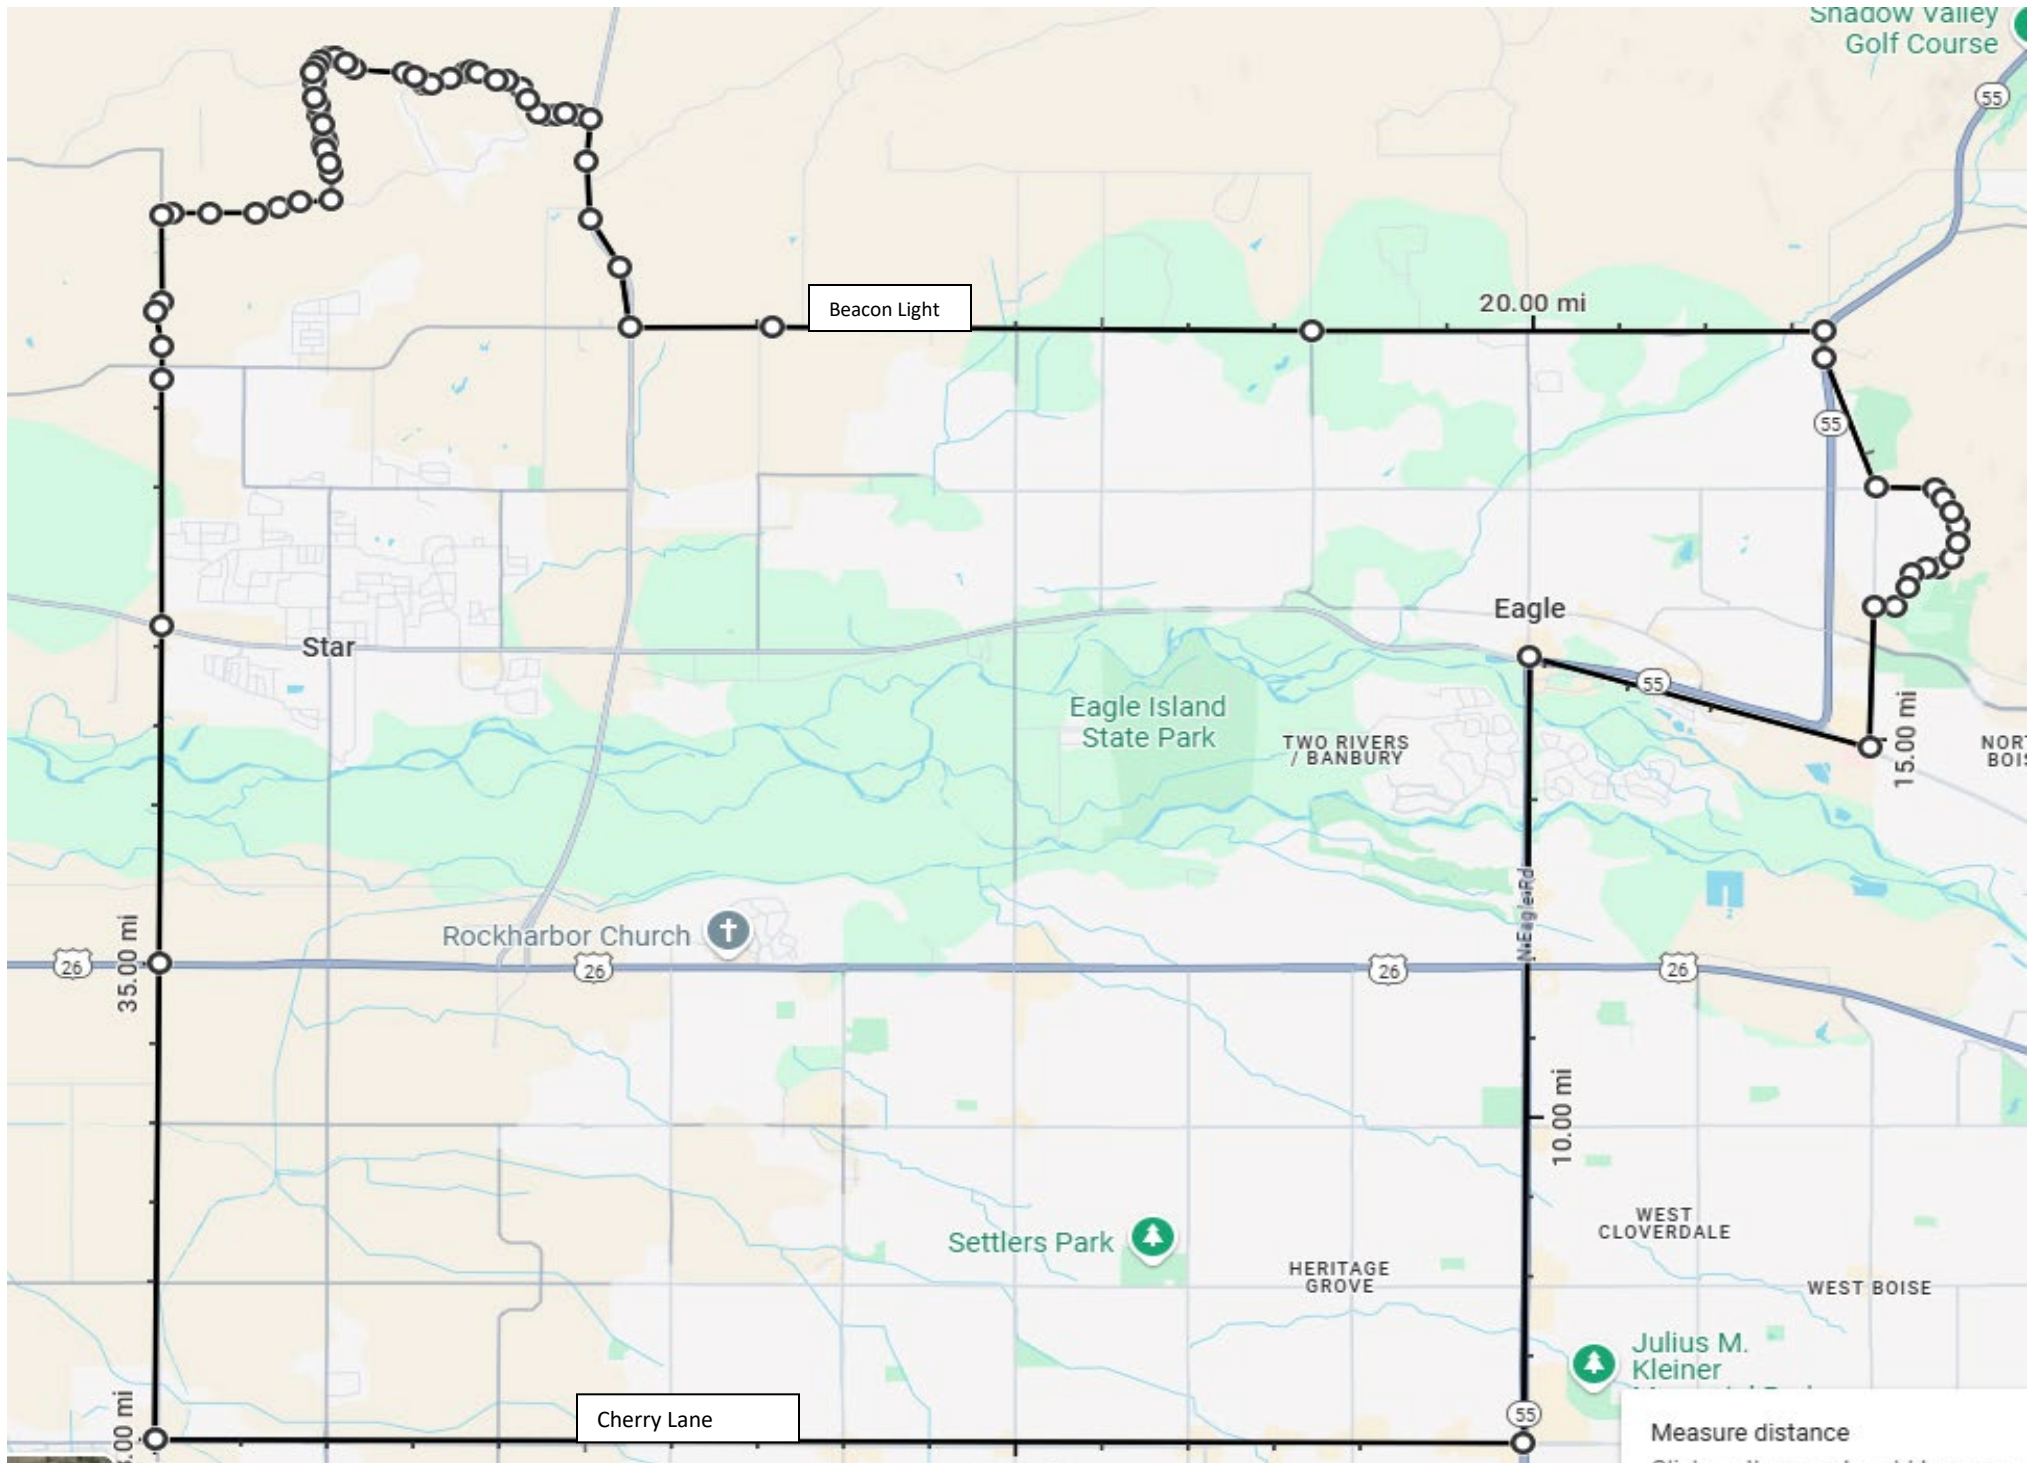 Shadow Valley
Golf Course
55
Beacon Light
20.00 mi
55
Eagle
Star
55
Eagle Island
State Park
TWO RIVERS
/ BANBURY
15.00 mi
N Eagle Rd
Rockharbor Church
26
26
26
26
35.00 mi
10.00 mi
Settlers Park
WEST
CLOVERDALE
HERITAGE
GROVE
WEST BOISE
Julius M.
Kleiner
Cherry Lane
.00 mi
55
Measure distance